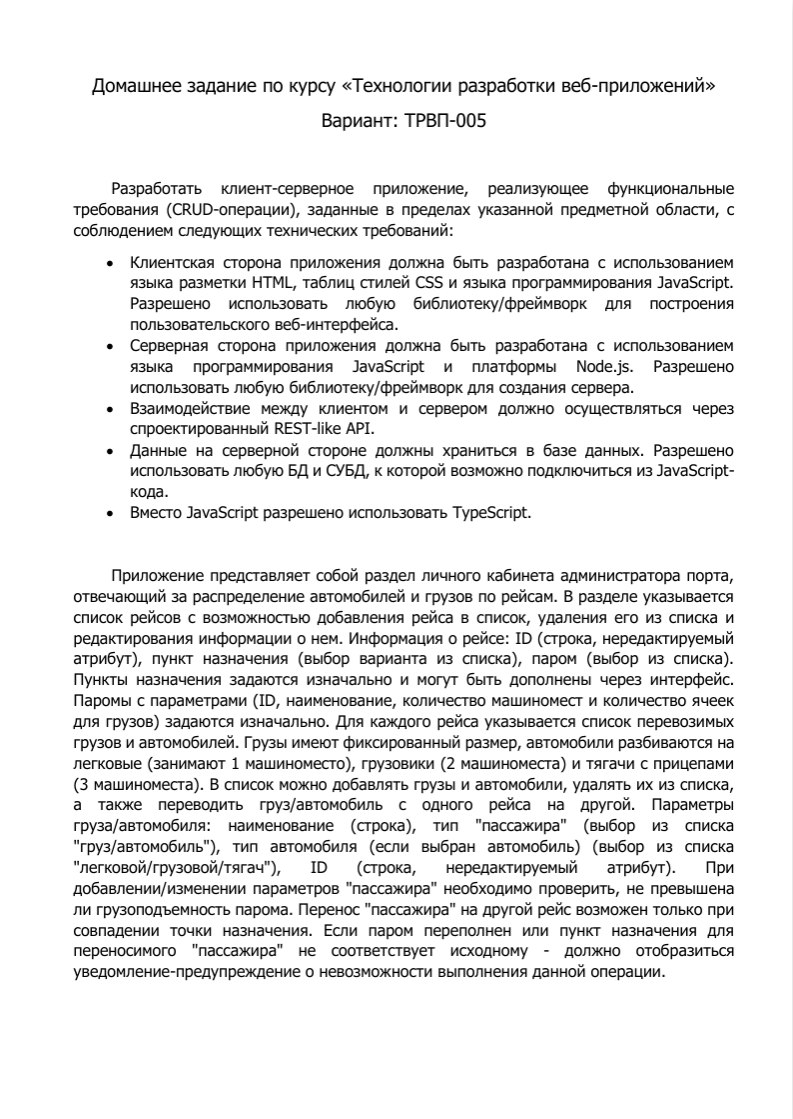 Домашнее задание по курсу «Технологии разработки веб-приложений»
Вариант: ТРВП-005
Разработать клиент-серверное приложение, реализующее функциональные
требования (CRUD-операции), заданные в пределах указанной предметной области, с
соблюдением следующих технических требований:
• Клиентская сторона приложения должна быть разработана с использованием
языка разметки HTML, таблиц стилей CSS и языка программирования JavaScript.
Разрешено использовать любую библиотеку/фреймворк для построения
пользовательского веб-интерфейса.
• Серверная сторона приложения должна быть разработана с использованием
языка программирования JavaScript и платформы Node.js. Разрешено
использовать любую библиотеку/фреймворк для создания сервера.
• Взаимодействие между клиентом и сервером должно осуществляться через
спроектированный REST-like API.
• Данные на серверной стороне должны храниться в базе данных. Разрешено
использовать любую БД и СУБД, к которой возможно подключиться из JavaScript-
кода.
• Вместо JavaScript разрешено использовать TypeScript.
Приложение представляет собой раздел личного кабинета администратора порта,
отвечающий за распределение автомобилей и грузов по рейсам. В разделе указывается
список рейсов с возможностью добавления рейса в список, удаления его из списка и
редактирования информации о нем. Информация о рейсе: ID (строка, нередактируемый
атрибут), пункт назначения (выбор варианта из списка), паром (выбор из списка).
Пункты назначения задаются изначально и могут быть дополнены через интерфейс.
Паромы с параметрами (ID, наименование, количество машиномест и количество ячеек
для грузов) задаются изначально. Для каждого рейса указывается список перевозимых
грузов и автомобилей. Грузы имеют фиксированный размер, автомобили разбиваются на
легковые (занимают 1 машиноместо), грузовики (2 машиноместа) и тягачи с прицепами
(3 машиноместа). В список можно добавлять грузы и автомобили, удалять их из списка,
а также переводить груз/автомобиль с одного рейса на другой. Параметры
груза/автомобиля: наименование (строка), тип "пассажира" (выбор из списка
"груз/автомобиль"), тип автомобиля (если выбран автомобиль) (выбор из списка
"легковой/грузовой/тягач"), ID (строка, нередактируемый атрибут). При
добавлении/изменении параметров "пассажира" необходимо проверить, не превышена
ли грузоподъемность парома. Перенос "пассажира" на другой рейс возможен только при
совпадении точки назначения. Если паром переполнен или пункт назначения для
переносимого "пассажира" не соответствует исходному - должно отобразиться
уведомление-предупреждение о невозможности выполнения данной операции.